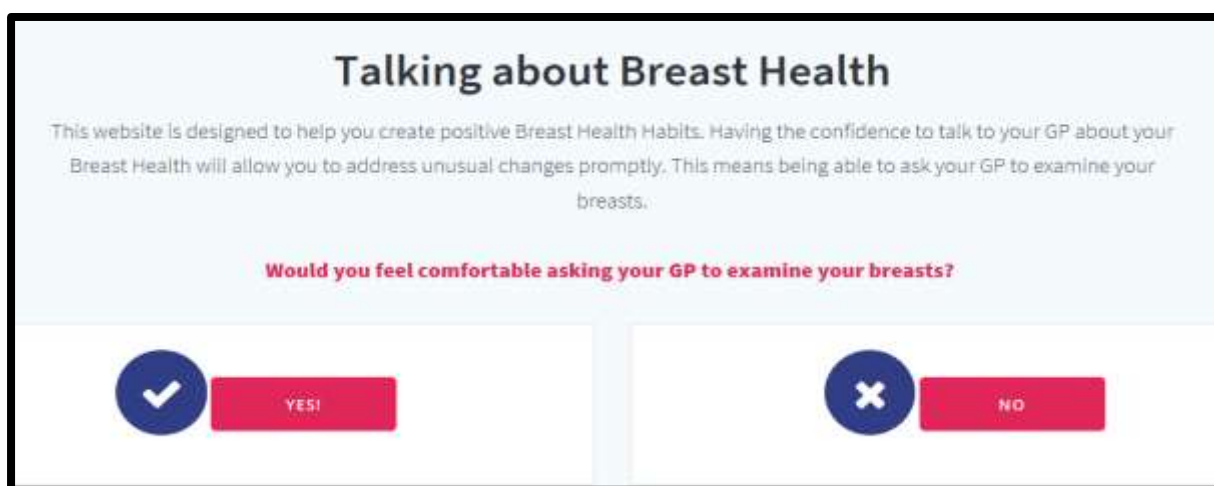 Talking about Breast Health
This website is designed to help you create positive Breast Health Habits. Having the confidence to talk to your GP about your
Breast Health will allow you to address unusual changes promptly. This means being able to ask your GP to examine your
breasts.
Would you feel comfortable asking your GP to examine your breasts?
YES!
NO